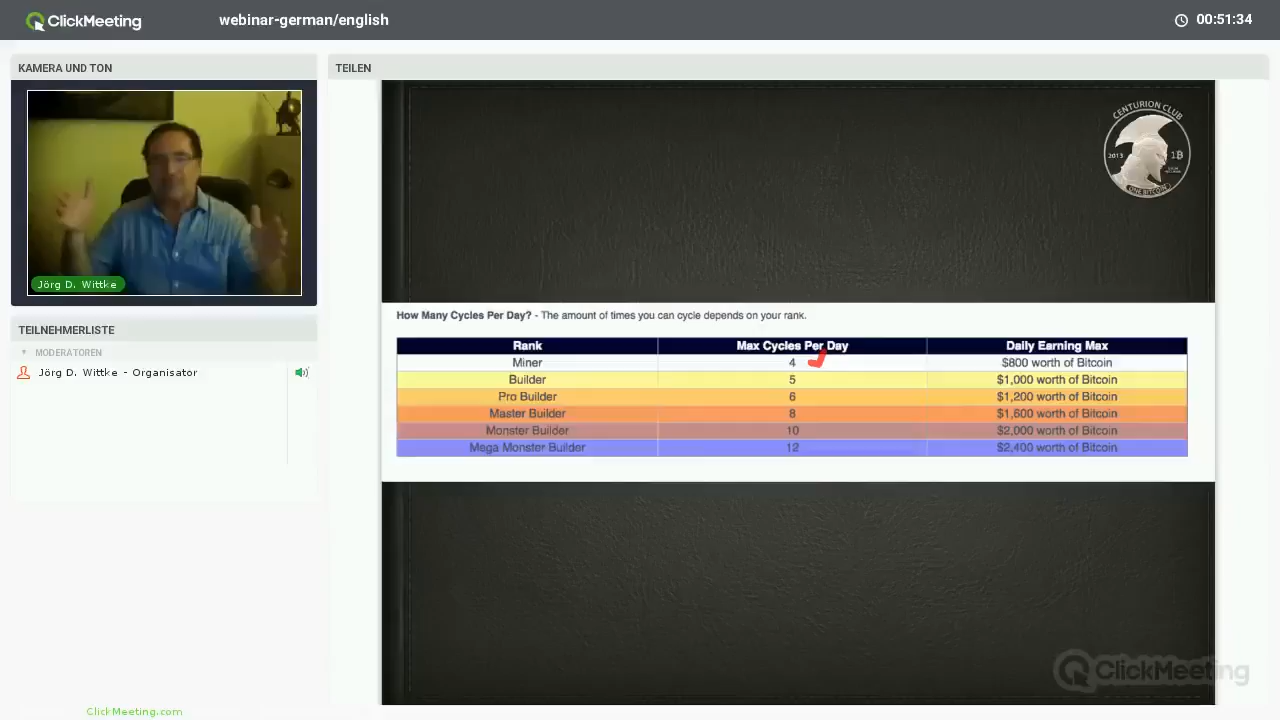 ClickMeeting
webinar-german/english
00:51:34
KAMERA UND TON
TEILEN
Jörg D. Wittke
TEILNEHMERLISTE
MODERATOREN
Jörg D. Wittke - Organisator
CENTURION CLUB
2013
1₿
ONE BITCOIN
How Many Cycles Per Day? - The amount of times you can cycle depends on your rank.
Rank Max Cycles Per Day Daily Earning Max
Miner 4 $800 worth of Bitcoin
Builder 5 $1,000 worth of Bitcoin
Pro Builder 6 $1,200 worth of Bitcoin
Master Builder 8 $1,600 worth of Bitcoin
Monster Builder 10 $2,000 worth of Bitcoin
Mega Monster Builder 12 $2,400 worth of Bitcoin
ClickMeeting
ClickMeeting.com